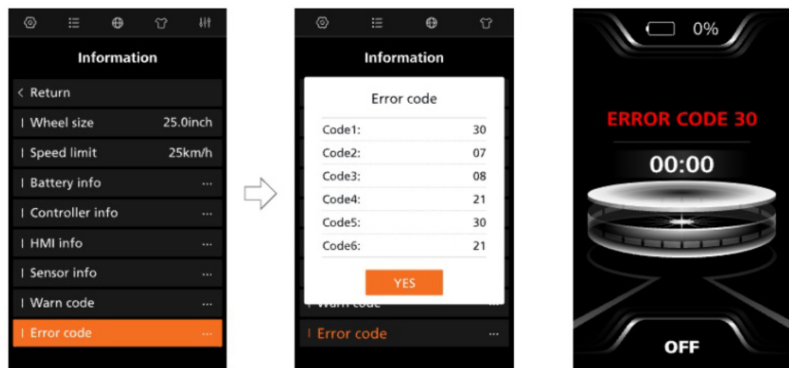 Information
< Return
| Wheel size 25.0inch
| Speed limit 25km/h
| Battery info ...
| Controller info ...
| HMI info ...
| Sensor info ...
| Warn code ...
| Error code ...
Information
Error code
Code1: 30
Code2: 07
Code3: 08
Code4: 21
Code5: 30
Code6: 21
YES
| Warn code ...
| Error code ...
0%
ERROR CODE 30
00:00
OFF